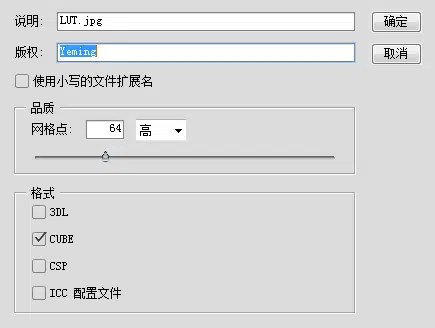 说明: LUT.jpg 确定
版权: Yeming 取消
使用小写的文件扩展名
品质
网格点: 64 高
格式
3DL
CUBE
CSP
ICC 配置文件